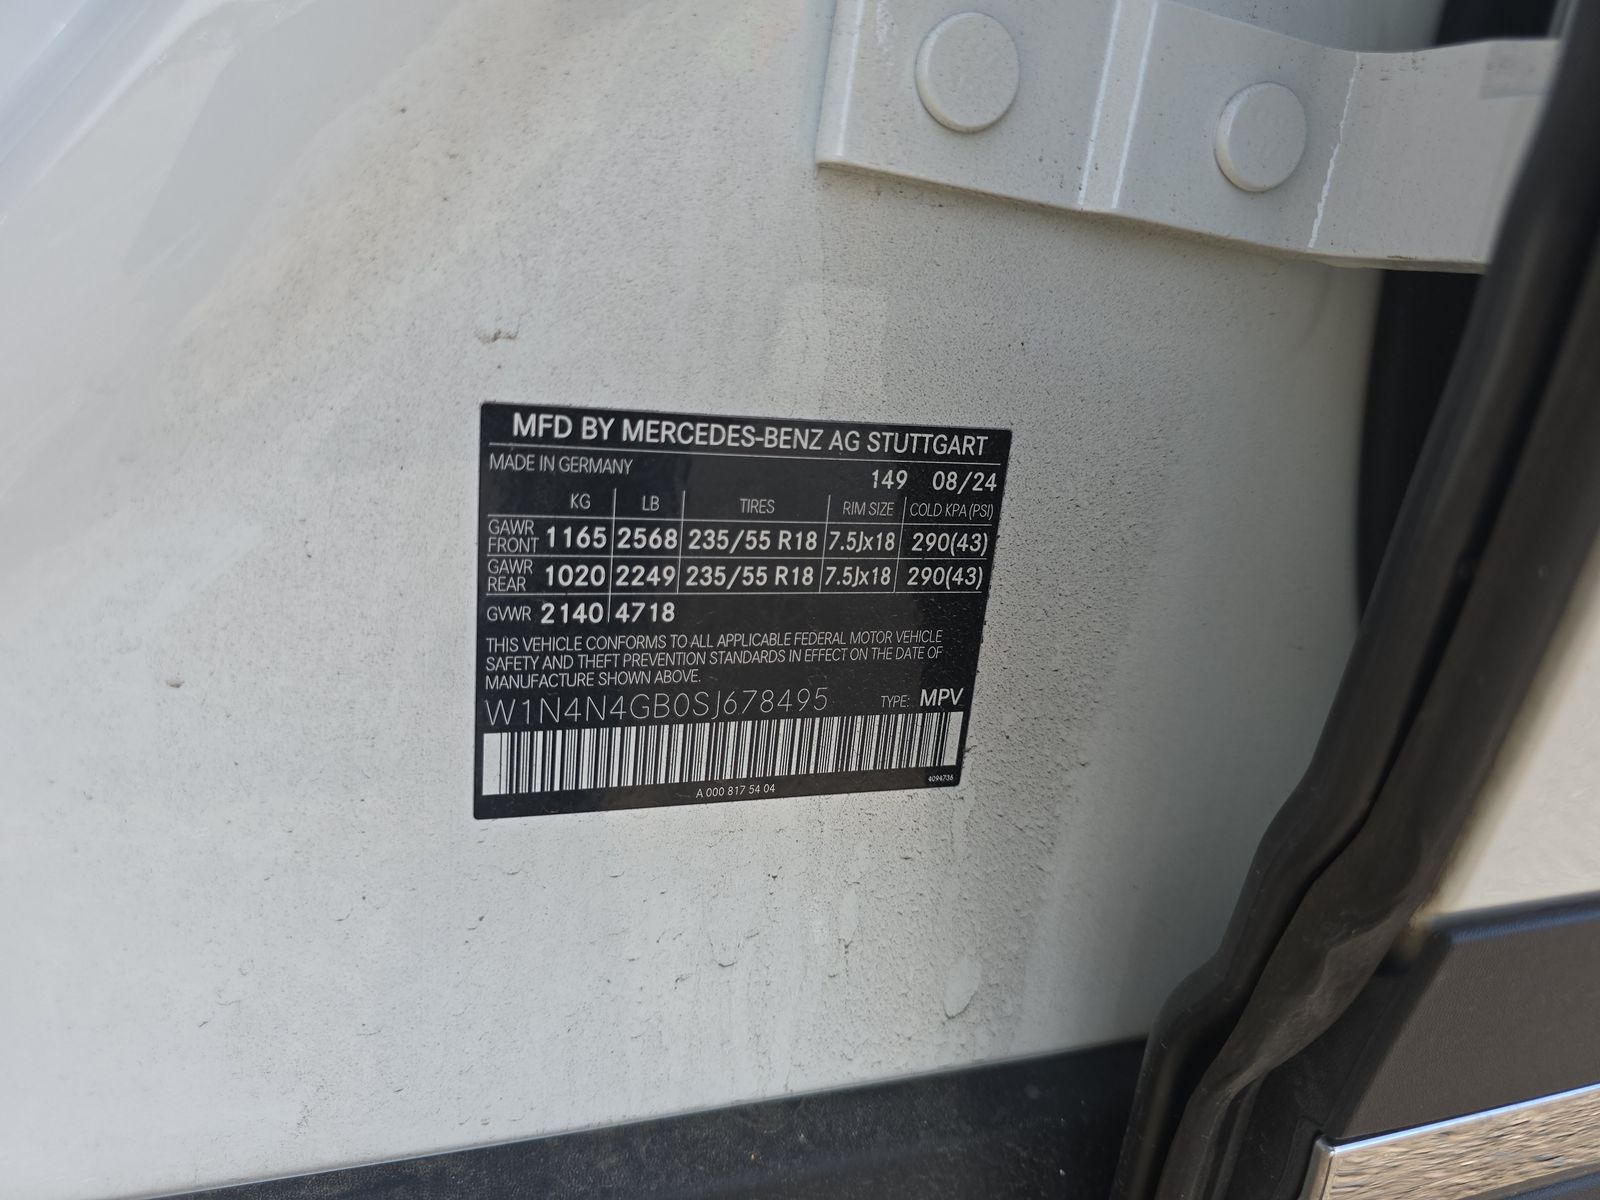 MFD BY MERCEDES-BENZ AG STUTTGART
MADE IN GERMANY
149 08/24
KG LB TIRES RIM SIZE COLD KPA (PSI)
GAWR FRONT 1165 2568 235/55 R18 7.5Jx18 290(43)
GAWR REAR 1020 2249 235/55 R18 7.5Jx18 290(43)
GVWR 2140 4718
THIS VEHICLE CONFORMS TO ALL APPLICABLE FEDERAL MOTOR VEHICLE
SAFETY AND THEFT PREVENTION STANDARDS IN EFFECT ON THE DATE OF
MANUFACTURE SHOWN ABOVE.
W1N4N4GB0SJ678495 TYPE: MPV
4094736
A 000 817 54 04